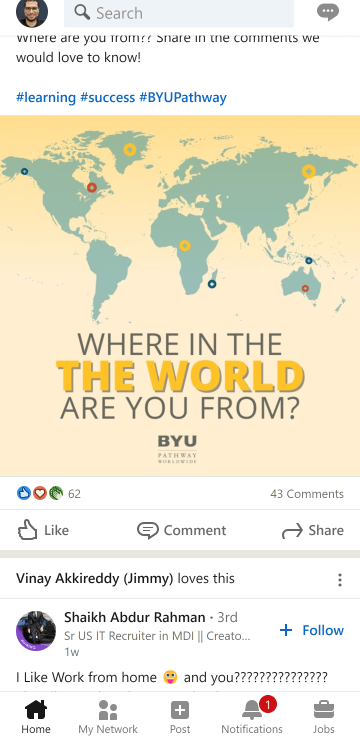 Search
Where are you from?? Share in the comments we
would love to know!
#learning #success #BYUPathway
WHERE IN THE
THE WORLD
ARE YOU FROM?
BYU
PATHWAY
WORLDWIDE
62
43 Comments
Like
Comment
Share
Vinay Akkireddy (Jimmy) loves this
Shaikh Abdur Rahman • 3rd
Sr US IT Recruiter in MDI || Creato...
1w
+ Follow
I Like Work from home 😛 and you???????????????
1
Home
My Network
Post
Notifications
Jobs